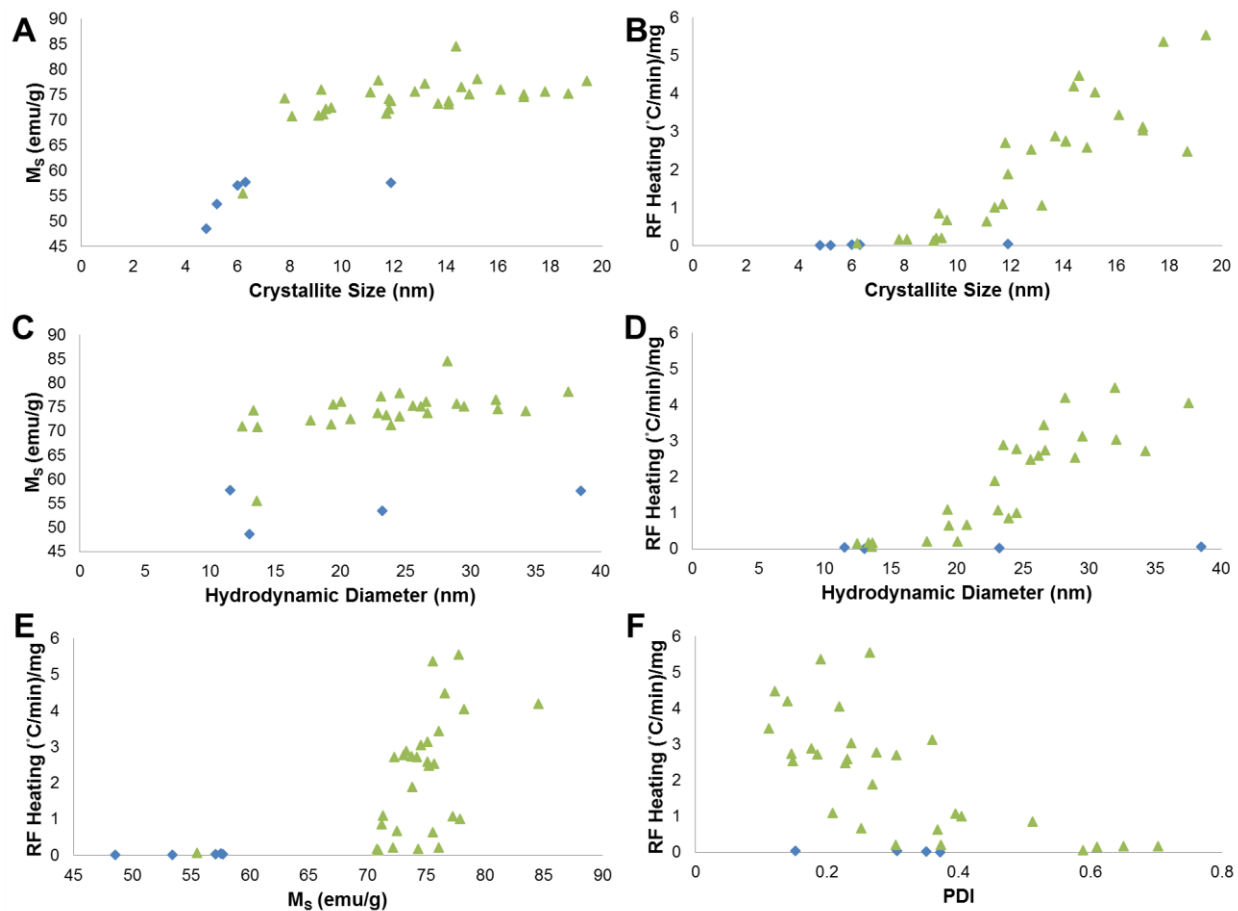 A
90
85
80
75
70
65
60
55
50
45
M_S (emu/g)
0 2 4 6 8 10 12 14 16 18 20
Crystallite Size (nm)
B
6
5
4
3
2
1
0
RF Heating (˚C/min)/mg
0 2 4 6 8 10 12 14 16 18 20
Crystallite Size (nm)
C
90
85
80
75
70
65
60
55
50
45
M_S (emu/g)
0 5 10 15 20 25 30 35 40
Hydrodynamic Diameter (nm)
D
6
5
4
3
2
1
0
RF Heating (˚C/min)/mg
0 5 10 15 20 25 30 35 40
Hydrodynamic Diameter (nm)
E
6
5
4
3
2
1
0
RF Heating (˚C/min)/mg
45 50 55 60 65 70 75 80 85 90
M_S (emu/g)
F
6
5
4
3
2
1
0
RF Heating (˚C/min)/mg
0.2 0.4 0.6 0.8
PDI